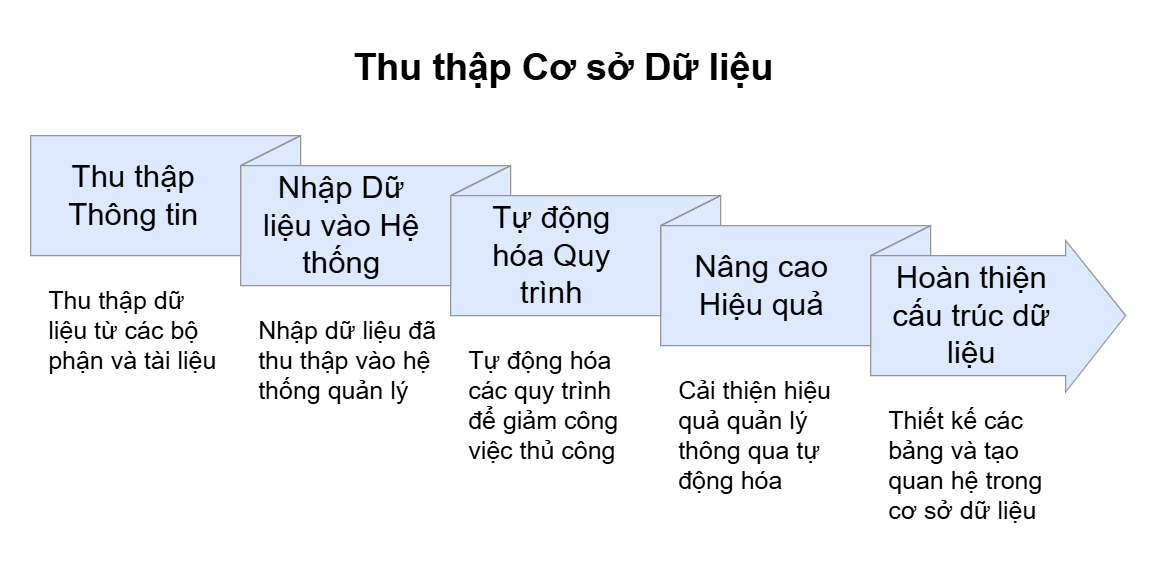 Thu thập Cơ sở Dữ liệu
Thu thập
Thông tin
Thu thập dữ
liệu từ các bộ
phận và tài liệu
Nhập Dữ
liệu vào Hệ
thống
Nhập dữ liệu đã
thu thập vào hệ
thống quản lý
Tự động
hóa Quy
trình
Tự động hóa
các quy trình
để giảm công
việc thủ công
Nâng cao
Hiệu quả
Cải thiện hiệu
quả quản lý
thông qua tự
động hóa
Hoàn thiện
cấu trúc dữ
liệu
Thiết kế các
bảng và tạo
quan hệ trong
cơ sở dữ liệu